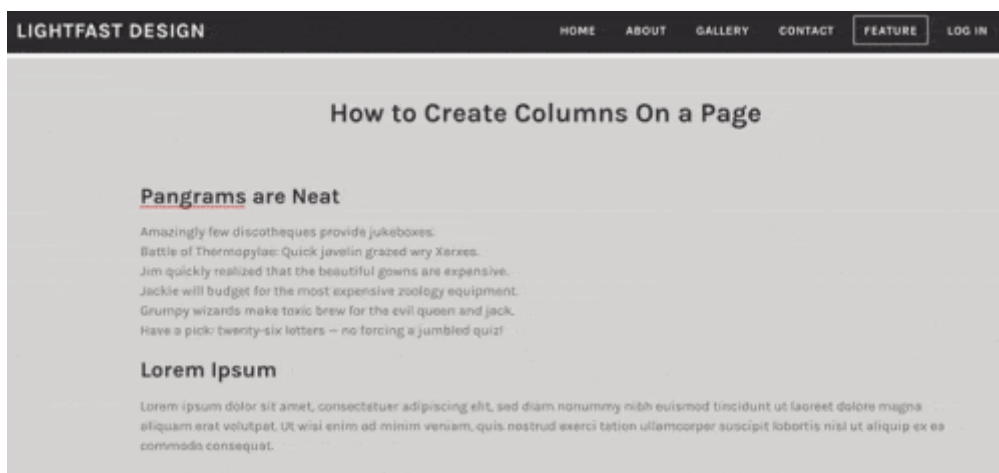 LIGHTFAST DESIGN HOME ABOUT GALLERY CONTACT FEATURE LOG IN
How to Create Columns On a Page
Pangrams are Neat
Amazingly few discotheques provide jukeboxes.
Battle of Thermopylae: Quick javelin grazed wry Xerxes.
Jim quickly realized that the beautiful gowns are expensive.
Jackie will budget for the most expensive zoology equipment.
Grumpy wizards make toxic brew for the evil queen and jack.
Have a pick: twenty-six letters — no forcing a jumbled quiz!
Lorem Ipsum
Lorem ipsum dolor sit amet, consectetuer adipiscing elit, sed diam nonummy nibh euismod tincidunt ut laoreet dolore magna
aliquam erat volutpat. Ut wisi enim ad minim veniam, quis nostrud exerci tation ullamcorper suscipit lobortis nisl ut aliquip ex ea
commodo consequat.